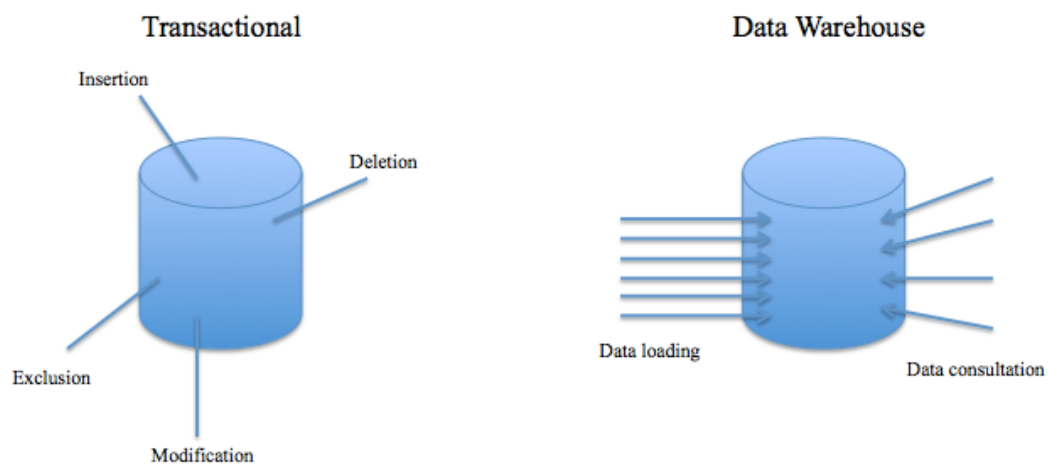 Transactional
Insertion
Deletion
Exclusion
Modification
Data Warehouse
Data loading
Data consultation